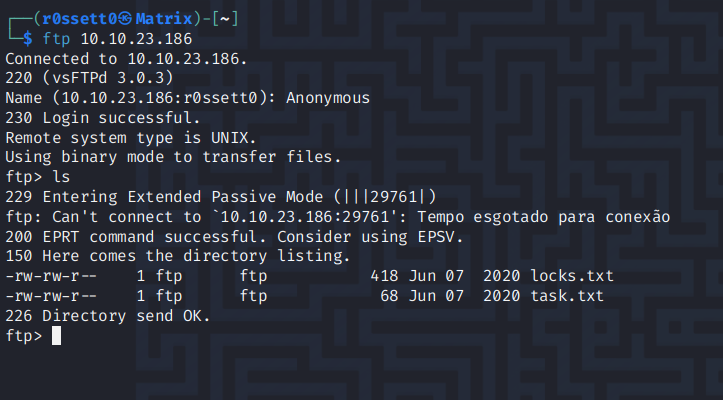 ┌──(r0ssett0㉿Matrix)-[~]
└─$ ftp 10.10.23.186
Connected to 10.10.23.186.
220 (vsFTPd 3.0.3)
Name (10.10.23.186:r0ssett0): Anonymous
230 Login successful.
Remote system type is UNIX.
Using binary mode to transfer files.
ftp> ls
229 Entering Extended Passive Mode (|||29761|)
ftp: Can't connect to `10.10.23.186:29761': Tempo esgotado para conexão
200 EPRT command successful. Consider using EPSV.
150 Here comes the directory listing.
-rw-rw-r--    1 ftp      ftp           418 Jun 07  2020 locks.txt
-rw-rw-r--    1 ftp      ftp            68 Jun 07  2020 task.txt
226 Directory send OK.
ftp>